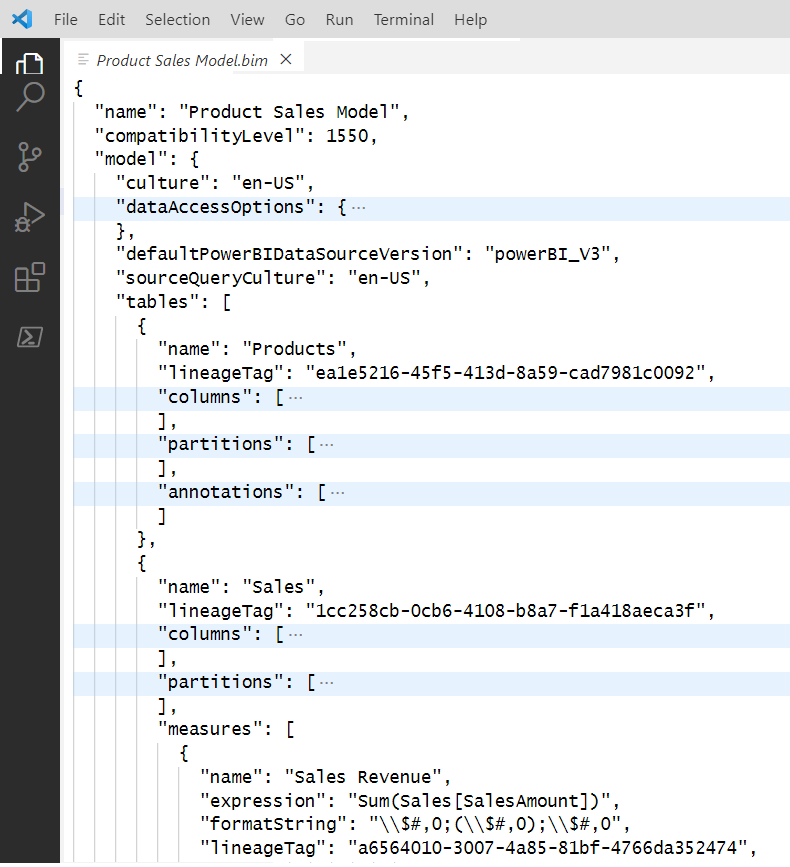 File Edit Selection View Go Run Terminal Help
Product Sales Model.bim
{
"name": "Product Sales Model",
"compatibilityLevel": 1550,
"model": {
"culture": "en-US",
"dataAccessOptions": { ···
},
"defaultPowerBIDataSourceVersion": "powerBI_V3",
"sourceQueryCulture": "en-US",
"tables": [
{
"name": "Products",
"lineageTag": "ea1e5216-45f5-413d-8a59-cad7981c0092",
"columns": [ ···
],
"partitions": [ ···
],
"annotations": [ ···
]
},
{
"name": "Sales",
"lineageTag": "1cc258cb-0cb6-4108-b8a7-f1a418aeca3f",
"columns": [ ···
],
"partitions": [ ···
],
"measures": [
{
"name": "Sales Revenue",
"expression": "Sum(Sales[SalesAmount])",
"formatString": "\\$#,0;(\\$#,0);\\$#,0",
"lineageTag": "a6564010-3007-4a85-81bf-4766da352474",